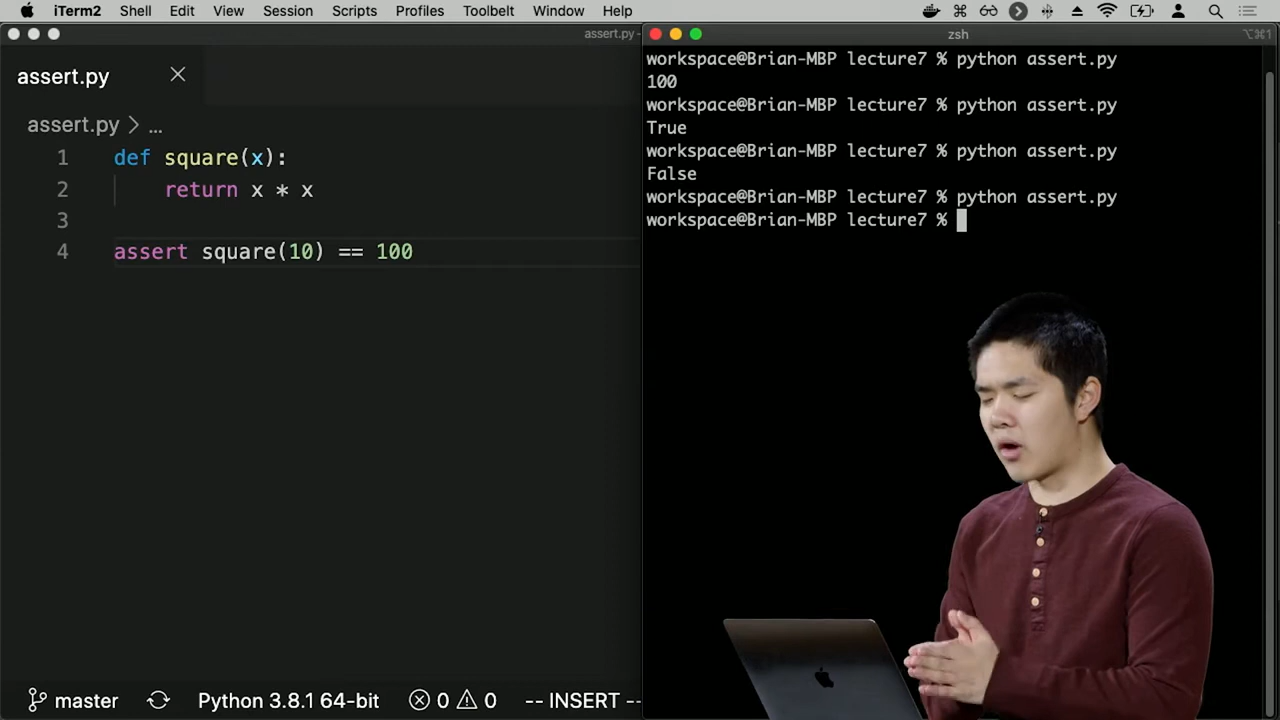 iTerm2 Shell Edit View Session Scripts Profiles Toolbelt Window Help
assert.py -
assert.py
assert.py > ...
1 def square(x):
2 return x * x
3
4 assert square(10) == 100
master Python 3.8.1 64-bit 0 0 -- INSERT --
zsh ⌥⌘1
workspace@Brian-MBP lecture7 % python assert.py
100
workspace@Brian-MBP lecture7 % python assert.py
True
workspace@Brian-MBP lecture7 % python assert.py
False
workspace@Brian-MBP lecture7 % python assert.py
workspace@Brian-MBP lecture7 %